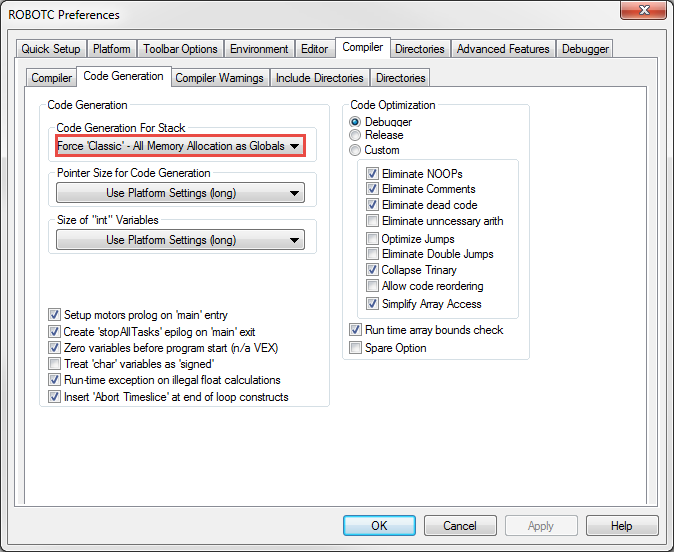 ROBOTC Preferences
Quick Setup Platform Toolbar Options Environment Editor Compiler Directories Advanced Features Debugger
Compiler Code Generation Compiler Warnings Include Directories Directories
Code Generation
Code Generation For Stack
Force 'Classic' - All Memory Allocation as Globals
Pointer Size for Code Generation
Use Platform Settings (long)
Size of "int" Variables
Use Platform Settings (long)
Setup motors prolog on 'main' entry
Create 'stopAllTasks' epilog on 'main' exit
Zero variables before program start (n/a VEX)
Treat 'char' variables as 'signed'
Run-time exception on illegal float calculations
Insert 'Abort Timeslice' at end of loop constructs
Code Optimization
Debugger
Release
Custom
Eliminate NOOPs
Eliminate Comments
Eliminate dead code
Eliminate unncessary arith
Optimize Jumps
Eliminate Double Jumps
Collapse Trinary
Allow code reordering
Simplify Array Access
Run time array bounds check
Spare Option
OK Cancel Apply Help